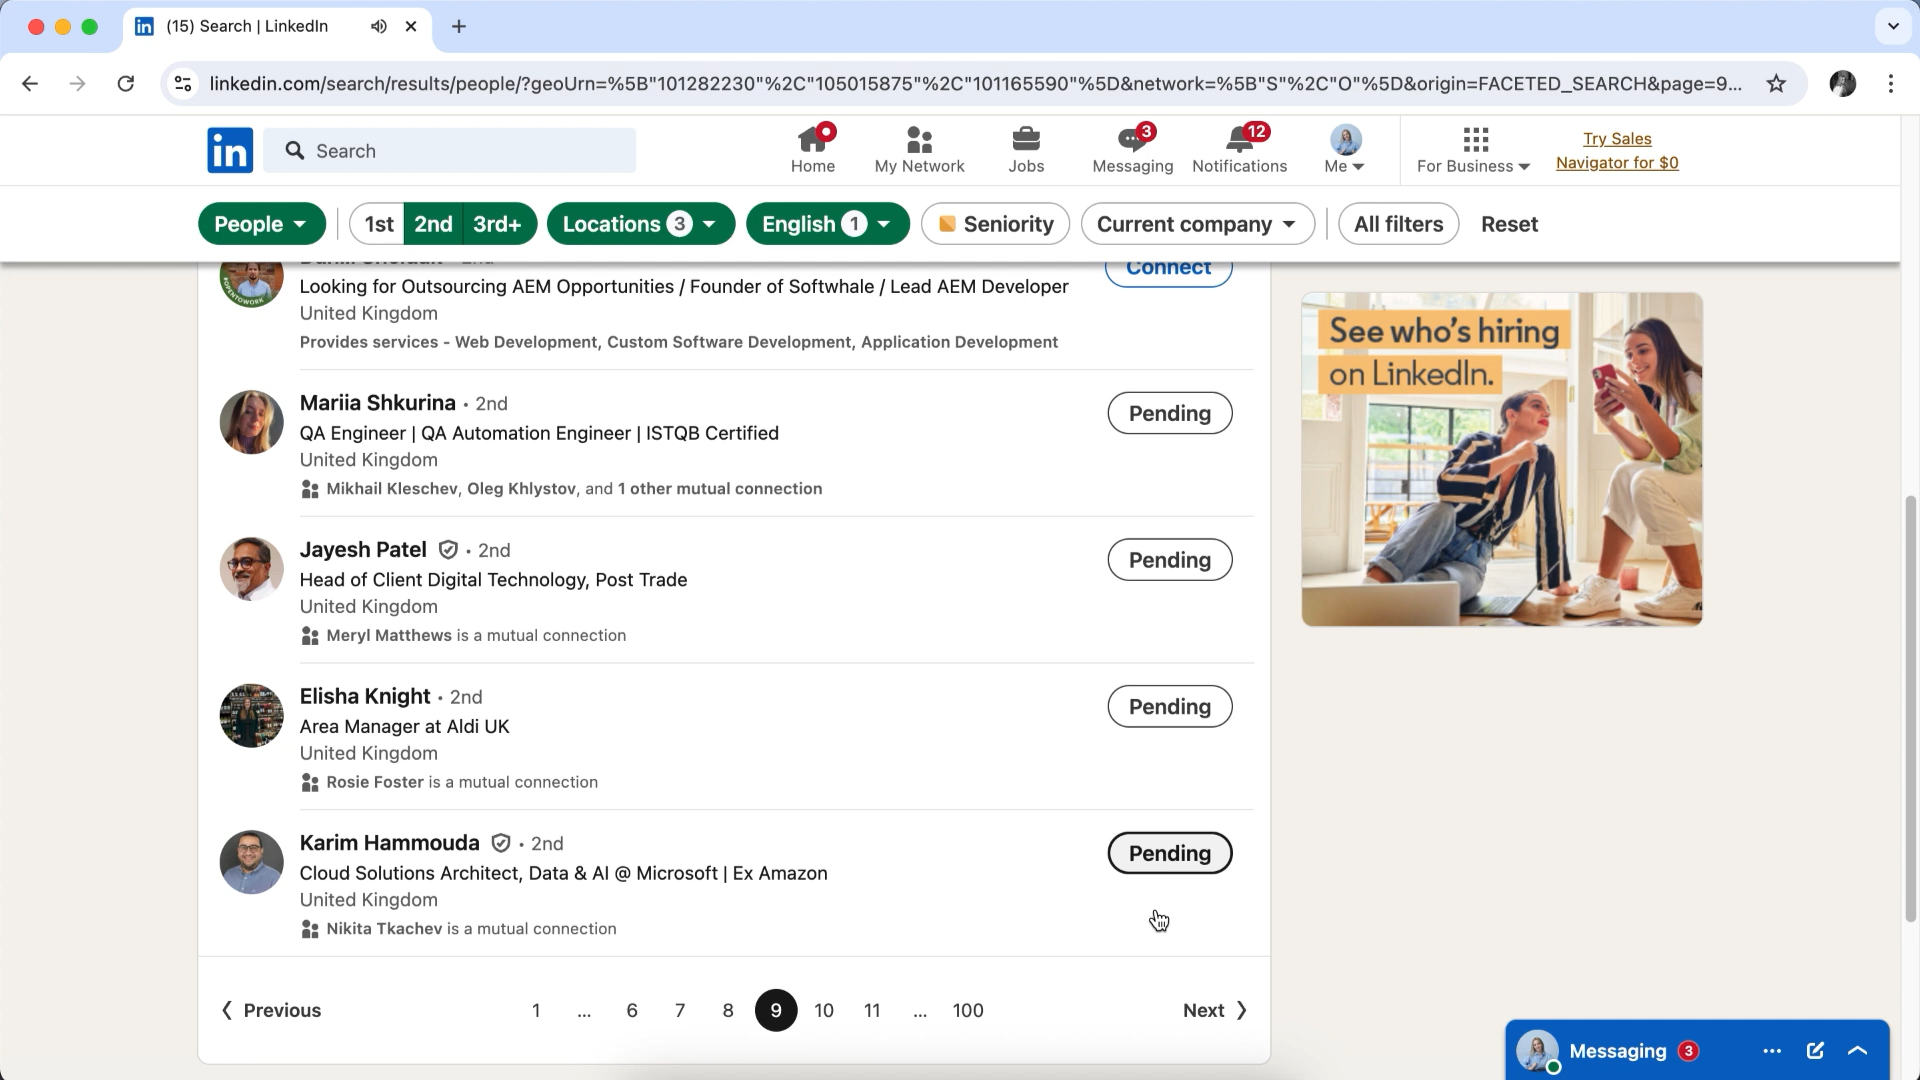 (15) Search | LinkedIn
linkedin.com/search/results/people/?geoUrn=%5B"101282230"%2C"105015875"%2C"101165590"%5D&network=%5B"S"%2C"O"%5D&origin=FACETED_SEARCH&page=9...
in
Search
Home
My Network
Jobs
3
Messaging
12
Notifications
Me
For Business
Try Sales
Navigator for $0
People
1st
2nd
3rd+
Locations 3
English 1
Seniority
Current company
All filters
Reset
Connect
Looking for Outsourcing AEM Opportunities / Founder of Softwhale / Lead AEM Developer
United Kingdom
Provides services - Web Development, Custom Software Development, Application Development
Mariia Shkurina • 2nd
Pending
QA Engineer | QA Automation Engineer | ISTQB Certified
United Kingdom
Mikhail Kleschev, Oleg Khlystov, and 1 other mutual connection
Jayesh Patel • 2nd
Pending
Head of Client Digital Technology, Post Trade
United Kingdom
Meryl Matthews is a mutual connection
Elisha Knight • 2nd
Pending
Area Manager at Aldi UK
United Kingdom
Rosie Foster is a mutual connection
Karim Hammouda • 2nd
Pending
Cloud Solutions Architect, Data & AI @ Microsoft | Ex Amazon
United Kingdom
Nikita Tkachev is a mutual connection
Previous
1 ... 6 7 8 9 10 11 ... 100
Next
See who's hiring
on LinkedIn.
Messaging 3